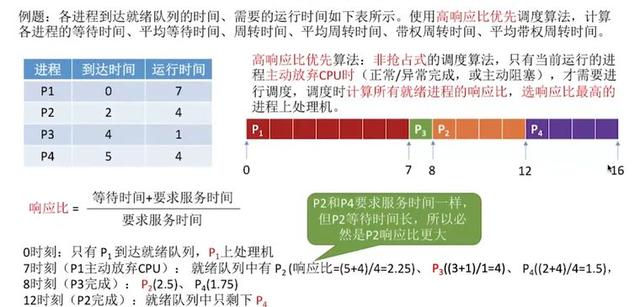 例题：各进程到达就绪队列的时间、需要的运行时间如下表所示。使用高响应比优先调度算法，计算
各进程的等待时间、平均等待时间、周转时间、平均周转时间、带权周转时间、平均带权周转时间。
进程 到达时间 运行时间
P1 0 7
P2 2 4
P3 4 1
P4 5 4
高响应比优先算法：非抢占式的调度算法，只有当前运行的进
程主动放弃CPU时（正常/异常完成，或主动阻塞），才需要进
行调度，调度时计算所有就绪进程的响应比，选响应比最高的
进程上处理机。
P1 P3 P2 P4
0 7 8 12 16
响应比 = 等待时间+要求服务时间
要求服务时间
P2和P4要求服务时间一样，
但P2等待时间长，所以必
然是P2响应比更大
0时刻：只有P1到达就绪队列，P1上处理机
7时刻（P1主动放弃CPU）：就绪队列中有P2(响应比=(5+4)/4=2.25)、P3((3+1)/1=4)、P4((2+4)/4=1.5)，
8时刻（P3完成）：P2(2.5)、P4(1.75)
12时刻（P2完成）：就绪队列中只剩下P4